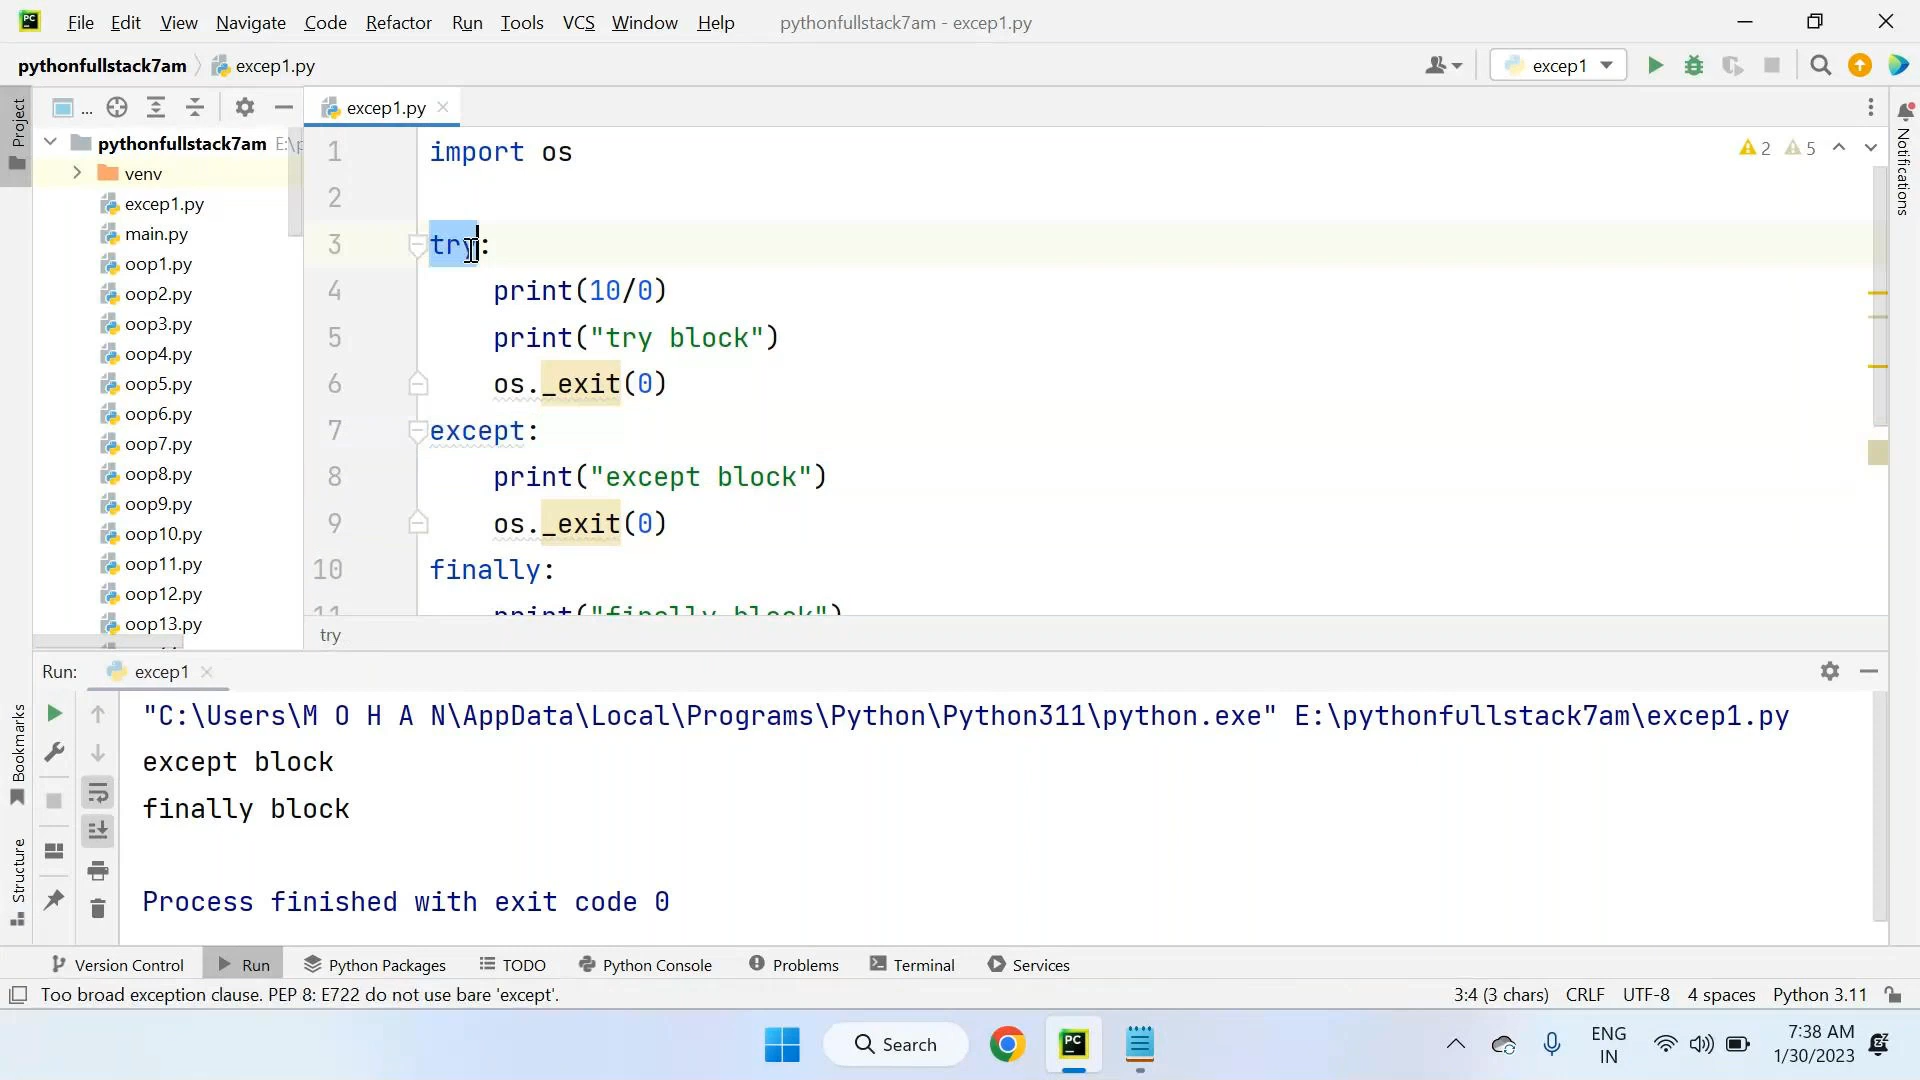 PC File Edit View Navigate Code Refactor Run Tools VCS Window Help pythonfullstack7am - excep1.py
pythonfullstack7am excep1.py excep1
Project
... excep1.py
Notifications
pythonfullstack7am E:\p
venv
excep1.py
main.py
oop1.py
oop2.py
oop3.py
oop4.py
oop5.py
oop6.py
oop7.py
oop8.py
oop9.py
oop10.py
oop11.py
oop12.py
oop13.py
2 5
1 import os
2
3 try:
4 print(10/0)
5 print("try block")
6 os._exit(0)
7 except:
8 print("except block")
9 os._exit(0)
10 finally:
11 print("finally block")
try
Run: excep1
"C:\Users\M O H A N\AppData\Local\Programs\Python\Python311\python.exe" E:\pythonfullstack7am\excep1.py
except block
finally block
Process finished with exit code 0
Bookmarks
Structure
Version Control Run Python Packages TODO Python Console Problems Terminal Services
Too broad exception clause. PEP 8: E722 do not use bare 'except'. 3:4 (3 chars) CRLF UTF-8 4 spaces Python 3.11
Search
PC
ENG
IN
7:38 AM
1/30/2023